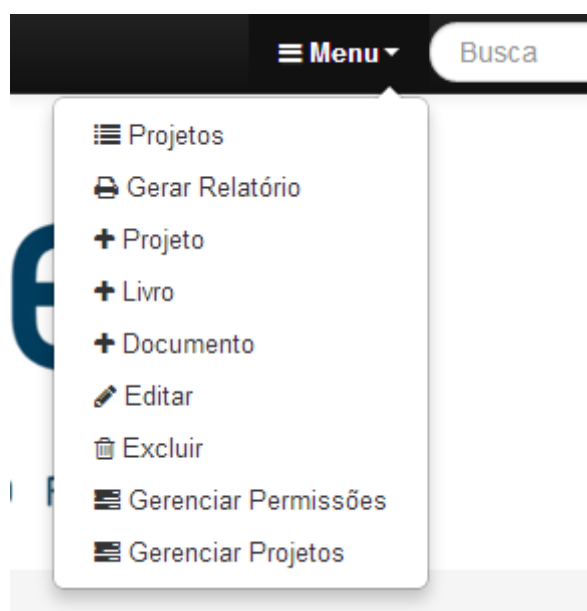 Menu
Busca
Projetos
Gerar Relatório
Projeto
Livro
Documento
Editar
Excluir
Gerenciar Permissões
Gerenciar Projetos